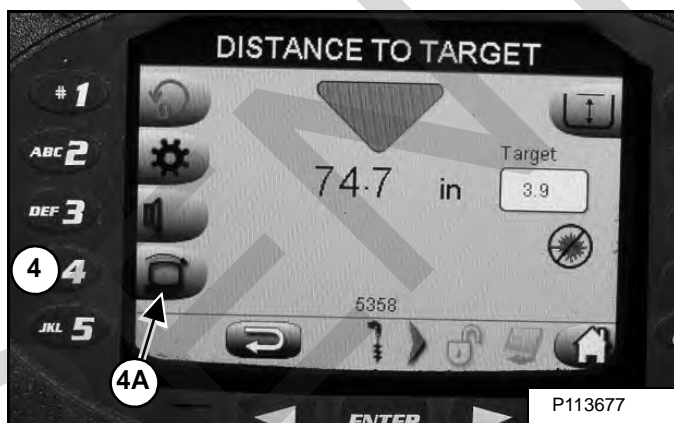 DISTANCE TO TARGET
# 1
ABC 2
Target
74.7 in
3.9
DEF 3
4
4
5358
JKL 5
4A
P113677
ENTER